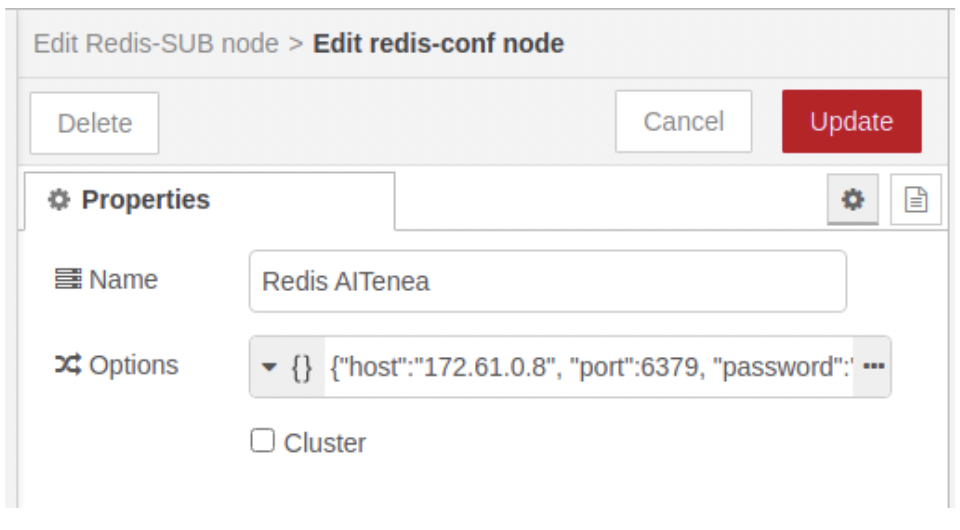 Edit Redis-SUB node > Edit redis-conf node
Delete
Cancel
Update
Properties
Name
Redis AITenea
Options
{} {"host":"172.61.0.8", "port":6379, "password":' ...
Cluster